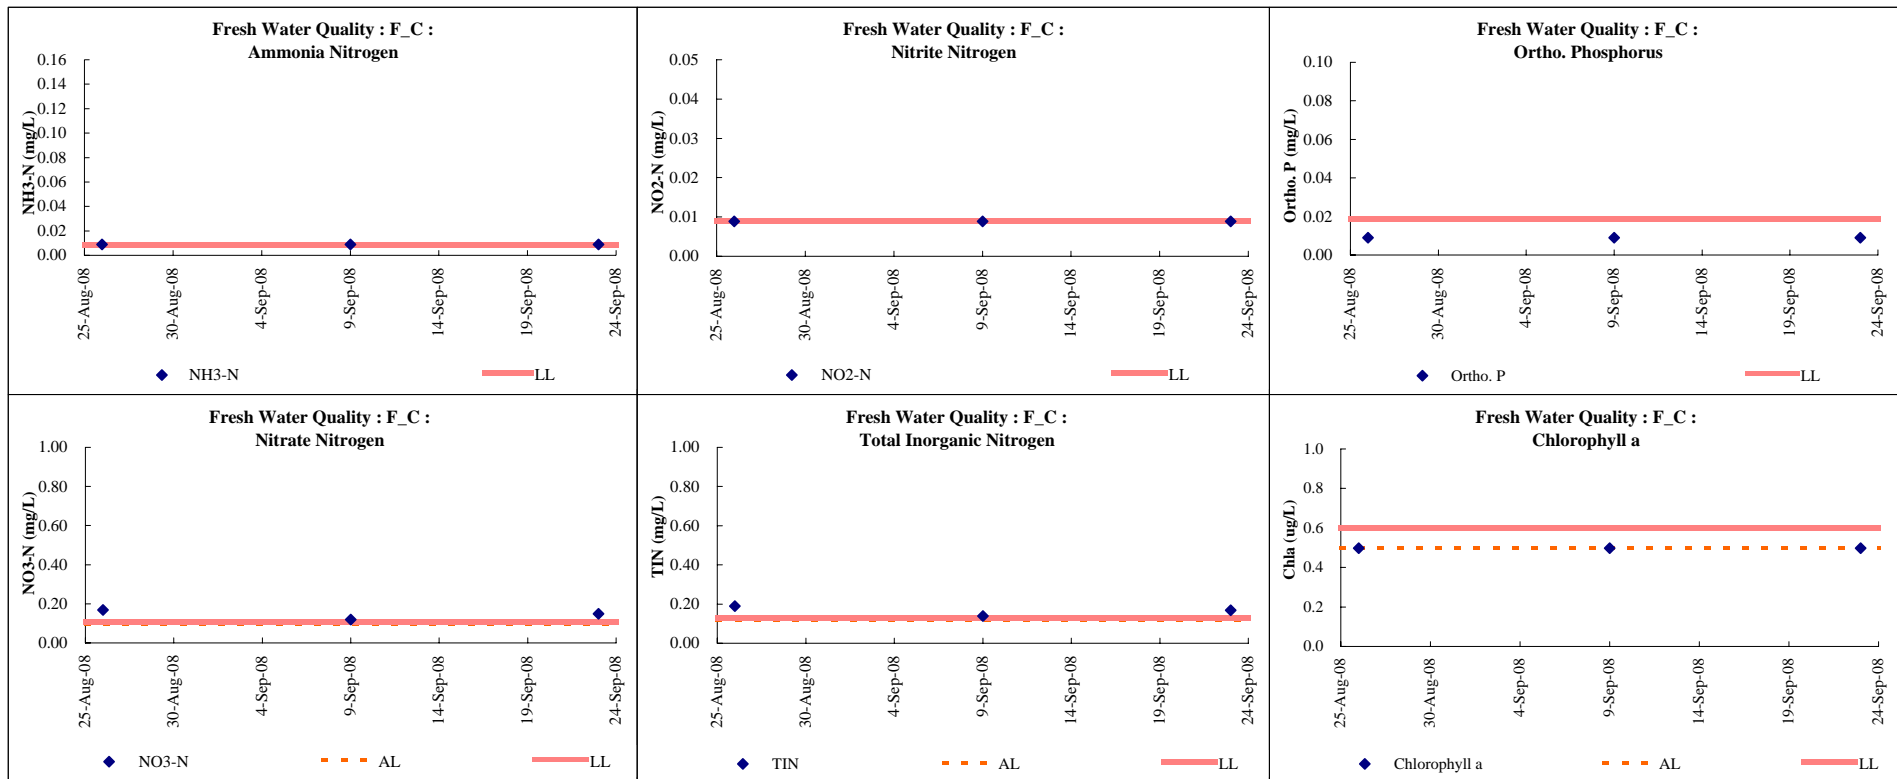 Fresh Water Quality : F_C :
Ammonia Nitrogen
0.16
0.14
0.12
0.10
0.08
0.06
0.04
0.02
0.00
NH3-N (mg/L)
25-Aug-08
30-Aug-08
4-Sep-08
9-Sep-08
14-Sep-08
19-Sep-08
24-Sep-08
NH3-N
LL
Fresh Water Quality : F_C :
Nitrite Nitrogen
0.05
0.04
0.03
0.02
0.01
0.00
NO2-N (mg/L)
25-Aug-08
30-Aug-08
4-Sep-08
9-Sep-08
14-Sep-08
19-Sep-08
24-Sep-08
NO2-N
LL
Fresh Water Quality : F_C :
Ortho. Phosphorus
0.10
0.08
0.06
0.04
0.02
0.00
Ortho. P (mg/L)
25-Aug-08
30-Aug-08
4-Sep-08
9-Sep-08
14-Sep-08
19-Sep-08
24-Sep-08
Ortho. P
LL
Fresh Water Quality : F_C :
Nitrate Nitrogen
1.00
0.80
0.60
0.40
0.20
0.00
NO3-N (mg/L)
25-Aug-08
30-Aug-08
4-Sep-08
9-Sep-08
14-Sep-08
19-Sep-08
24-Sep-08
NO3-N
AL
LL
Fresh Water Quality : F_C :
Total Inorganic Nitrogen
1.00
0.80
0.60
0.40
0.20
0.00
TIN (mg/L)
25-Aug-08
30-Aug-08
4-Sep-08
9-Sep-08
14-Sep-08
19-Sep-08
24-Sep-08
TIN
AL
LL
Fresh Water Quality : F_C :
Chlorophyll a
1.0
0.8
0.6
0.4
0.2
0.0
Chla (ug/L)
25-Aug-08
30-Aug-08
4-Sep-08
9-Sep-08
14-Sep-08
19-Sep-08
24-Sep-08
Chlorophyll a
AL
LL